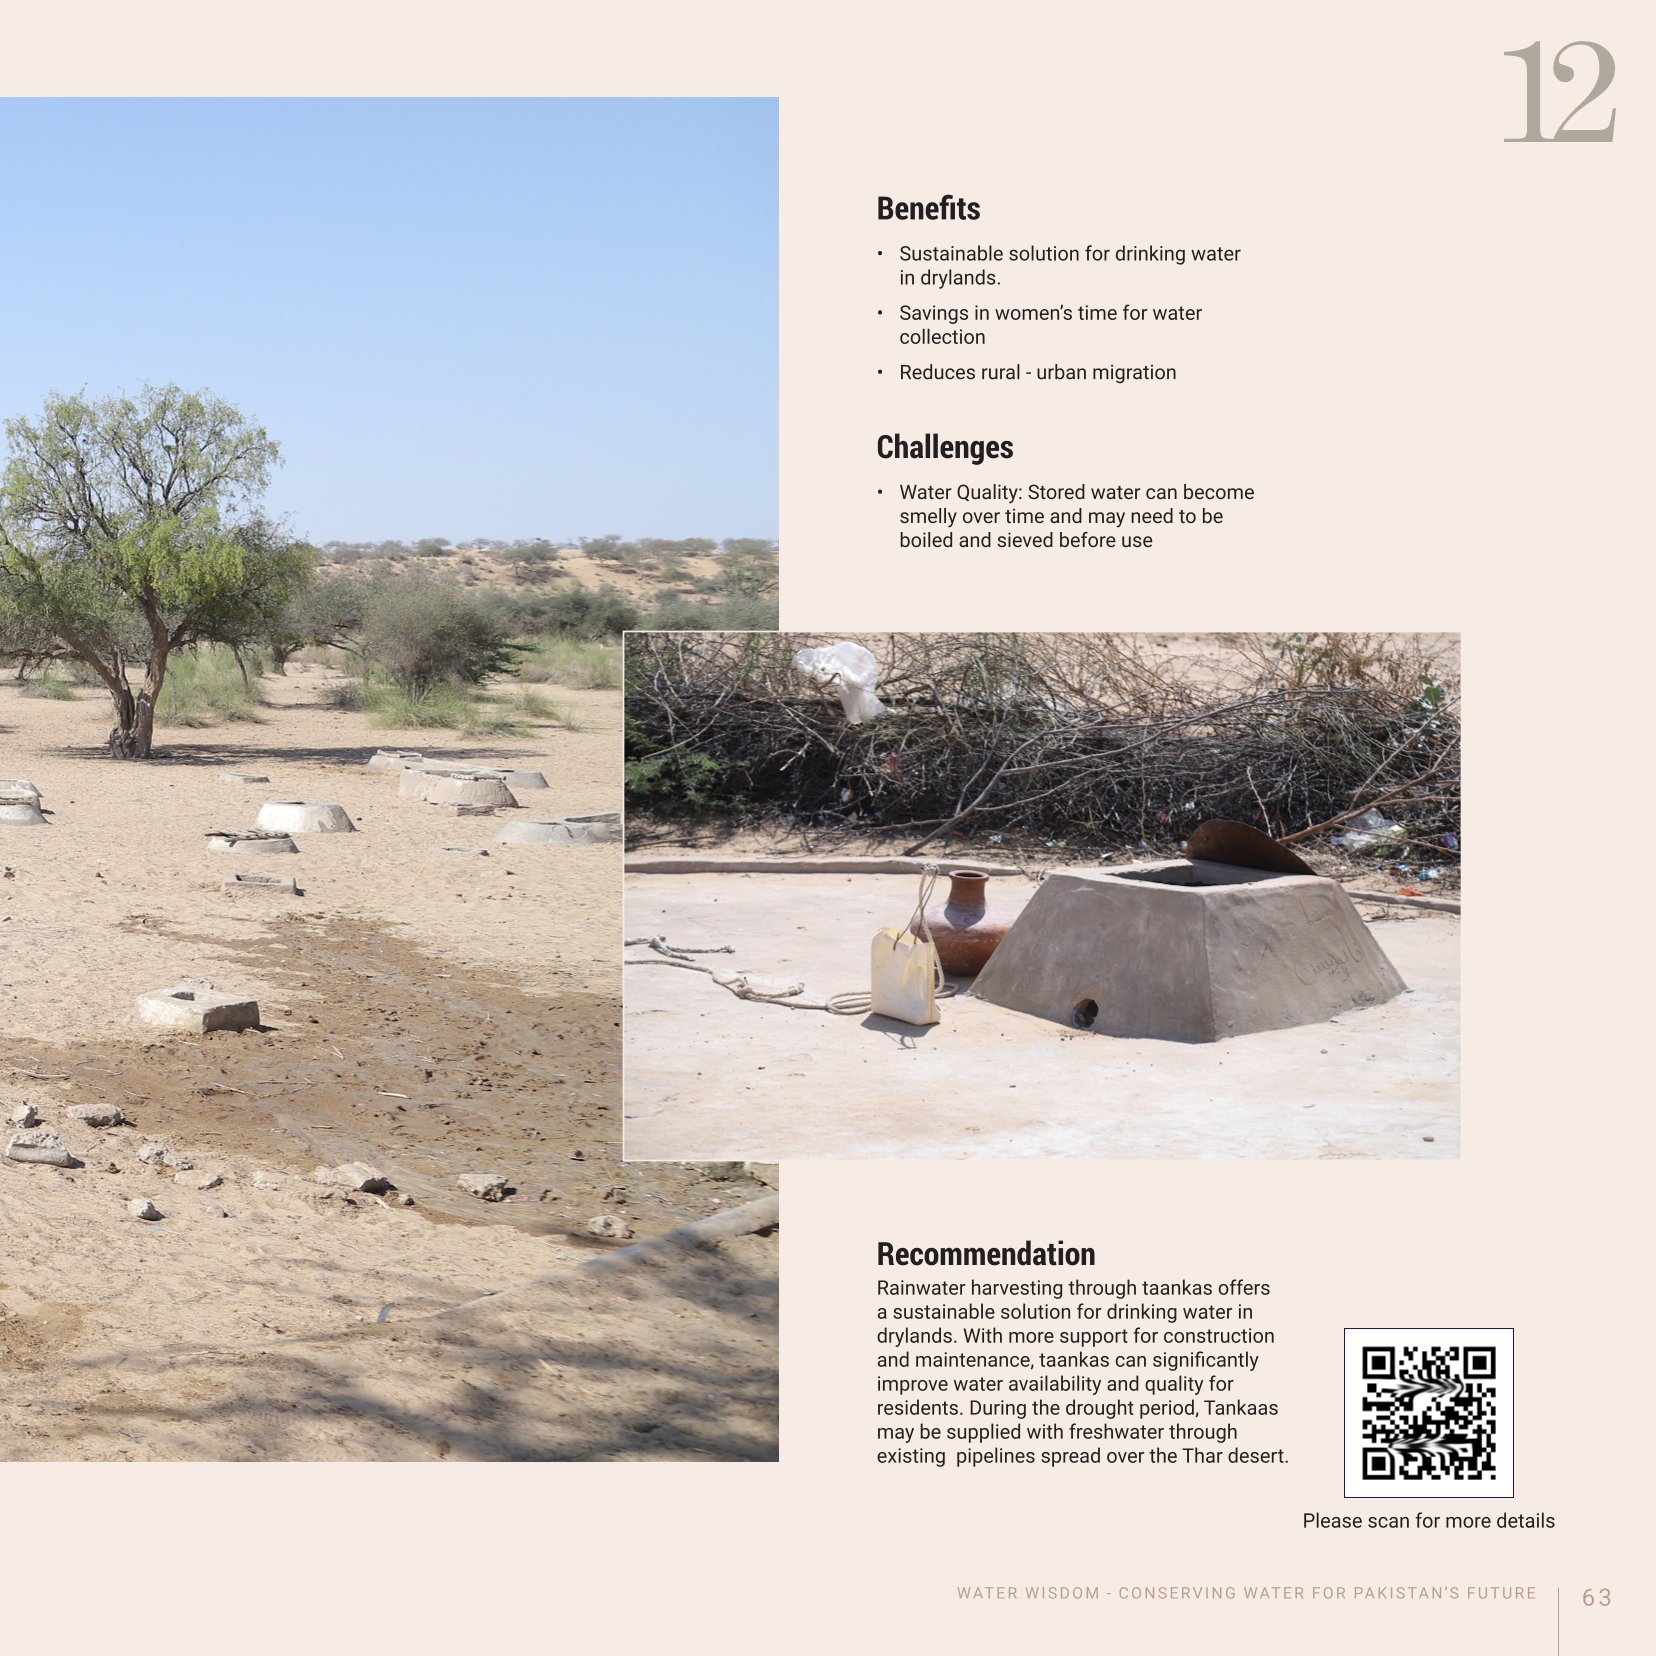 12
Benefits
• Sustainable solution for drinking water
in drylands.
• Savings in women’s time for water
collection
• Reduces rural - urban migration
Challenges
• Water Quality: Stored water can become
smelly over time and may need to be
boiled and sieved before use
Recommendation
Rainwater harvesting through taankas offers
a sustainable solution for drinking water in
drylands. With more support for construction
and maintenance, taankas can significantly
improve water availability and quality for
residents. During the drought period, Tankaas
may be supplied with freshwater through
existing  pipelines spread over the Thar desert.
Please scan for more details
WATER WISDOM - CONSERVING WATER FOR PAKISTAN’S FUTURE
63